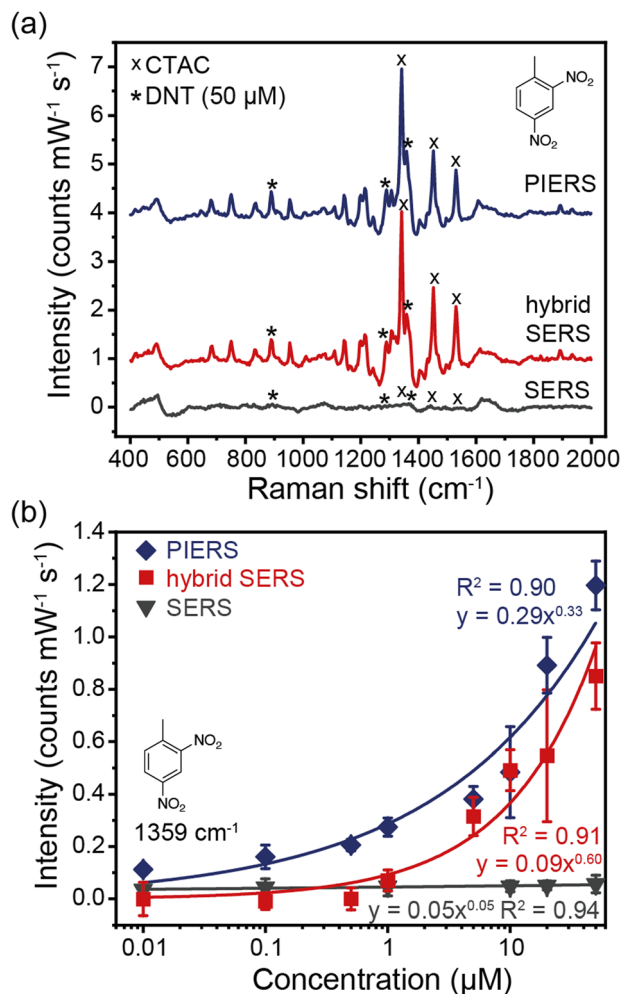 (a)
Intensity (counts mW⁻¹ s⁻¹)
7
6
5
4
3
2
1
0
x CTAC
* DNT (50 µM)
x
*
*
*
x
x
NO₂
NO₂
PIERS
x
*
*
*
x
x
hybrid
SERS
SERS
*
*
x
*
x
x
400 600 800 1000 1200 1400 1600 1800 2000
Raman shift (cm⁻¹)
(b)
Intensity (counts mW⁻¹ s⁻¹)
1.4
1.2
1.0
0.8
0.6
0.4
0.2
0.0
PIERS
hybrid SERS
SERS
R² = 0.90
y = 0.29x⁰·³³
NO₂
NO₂
1359 cm⁻¹
R² = 0.91
y = 0.09x⁰·⁶⁰
y = 0.05x⁰·⁰⁵ R² = 0.94
0.01 0.1 1 10
Concentration (µM)